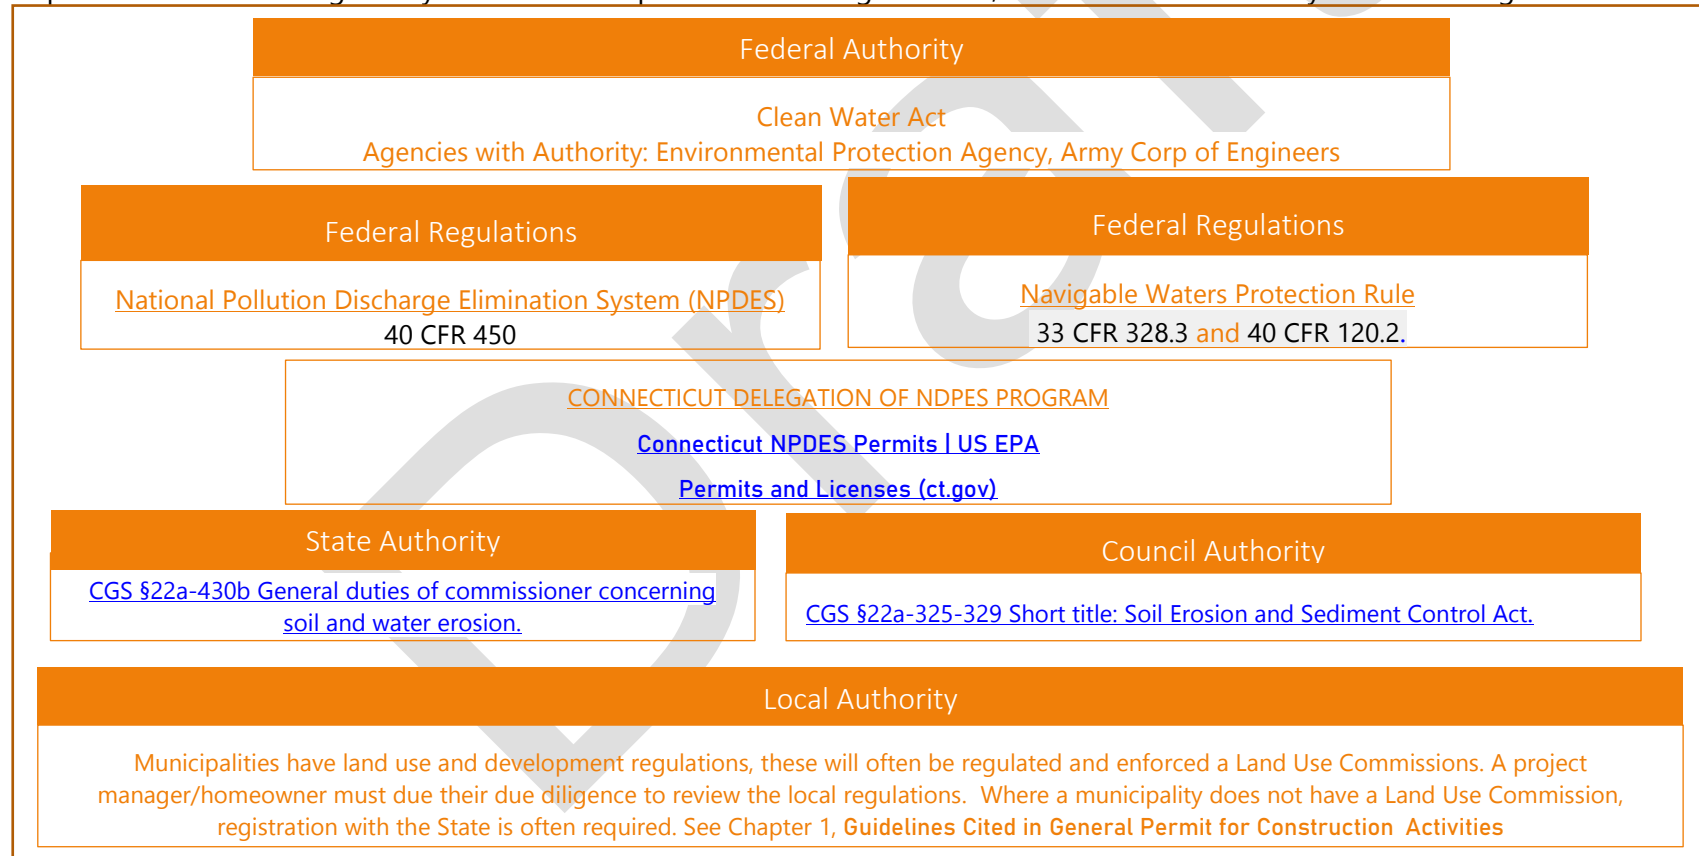 Federal Authority
Clean Water Act
Agencies with Authority: Environmental Protection Agency, Army Corp of Engineers
Federal Regulations
National Pollution Discharge Elimination System (NPDES)
40 CFR 450
Federal Regulations
Navigable Waters Protection Rule
33 CFR 328.3 and 40 CFR 120.2.
CONNECTICUT DELEGATION OF NDPES PROGRAM
Connecticut NPDES Permits | US EPA
Permits and Licenses (ct.gov)
State Authority
CGS §22a-430b General duties of commissioner concerning
soil and water erosion.
Council Authority
CGS §22a-325-329 Short title: Soil Erosion and Sediment Control Act.
Local Authority
Municipalities have land use and development regulations, these will often be regulated and enforced a Land Use Commissions. A project
manager/homeowner must due their due diligence to review the local regulations. Where a municipality does not have a Land Use Commission,
registration with the State is often required. See Chapter 1, Guidelines Cited in General Permit for Construction Activities